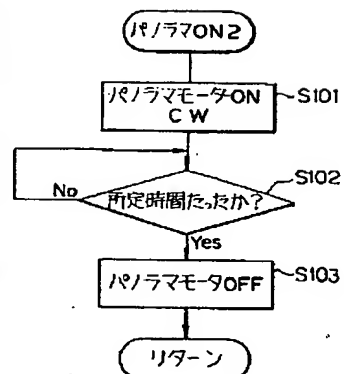 パノラマON2
パノラマモータON
CW
S101
所定時間たったか？
S102
No
Yes
パノラマモータOFF
S103
リターン